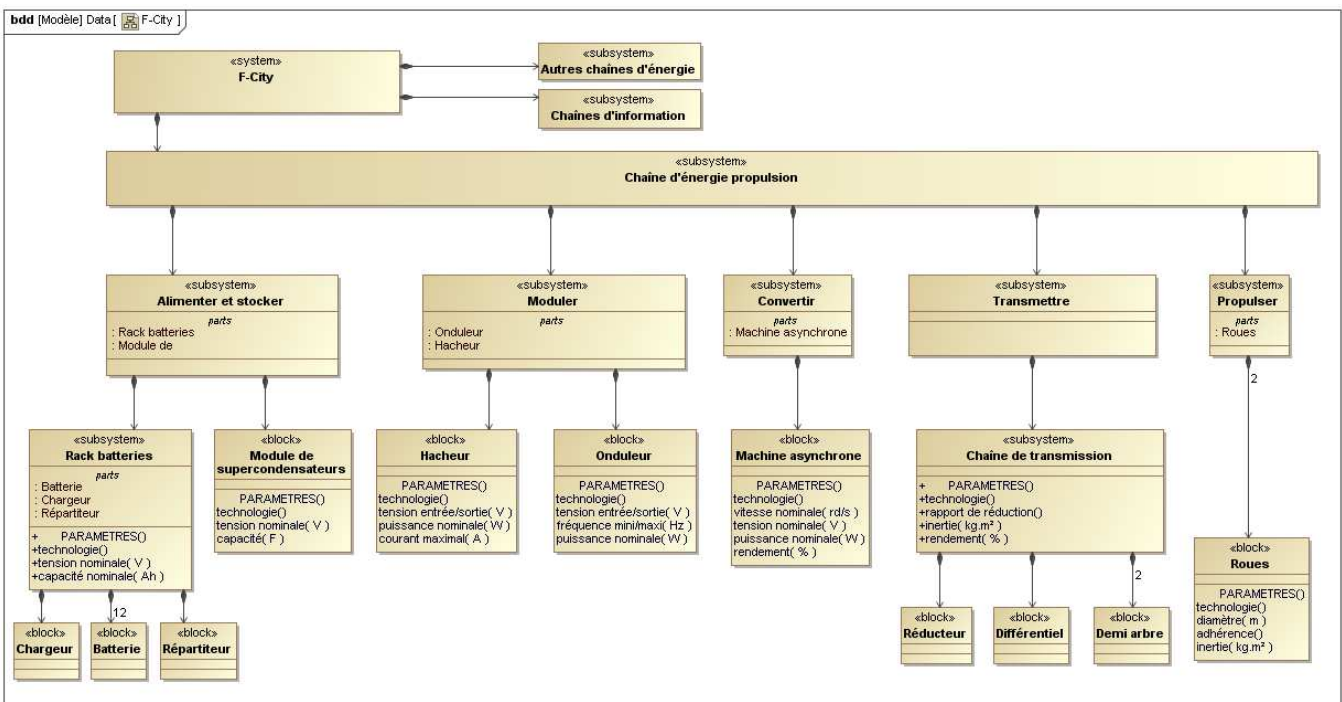 bdd [Modèle] Data [ F-City ]
«system»
F-City
«subsystem»
Autres chaînes d'énergie
«subsystem»
Chaînes d'information
«subsystem»
Chaîne d'énergie propulsion
«subsystem»
Alimenter et stocker
parts
: Rack batteries
: Module de
«subsystem»
Moduler
parts
: Onduleur
: Hacheur
«subsystem»
Convertir
parts
: Machine asynchrone
«subsystem»
Transmettre
«subsystem»
Propulser
parts
: Roues
2
«subsystem»
Rack batteries
parts
: Batterie
: Chargeur
: Répartiteur
+ PARAMETRES()
+technologie()
+tension nominale( V )
+capacité nominale( Ah )
«block»
Module de
supercondensateurs
PARAMETRES()
technologie()
tension nominale( V )
capacité( F )
«block»
Hacheur
PARAMETRES()
technologie()
tension entrée/sortie( V )
puissance nominale( W )
courant maximal( A )
«block»
Onduleur
PARAMETRES()
technologie()
tension entrée/sortie( V )
fréquence mini/maxi( Hz )
puissance nominale( W )
«block»
Machine asynchrone
PARAMETRES()
technologie()
vitesse nominale( rd/s )
tension nominale( V )
puissance nominale( W )
rendement( % )
«subsystem»
Chaîne de transmission
+ PARAMETRES()
+technologie()
+rapport de réduction()
+inertie( kg.m² )
+rendement( % )
«block»
Roues
PARAMETRES()
technologie()
diamètre( m )
adhérence()
inertie( kg.m² )
12
2
«block»
Chargeur
«block»
Batterie
«block»
Répartiteur
«block»
Réducteur
«block»
Différentiel
«block»
Demi arbre